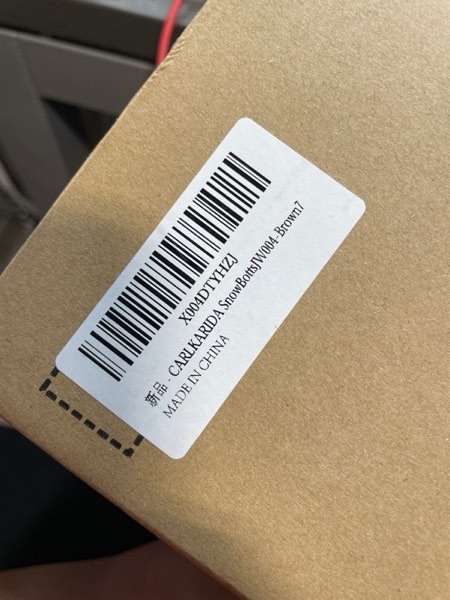 X004DTYHZJ
新品 - CARLKARIDA SnowBottsJW004-Brown7
MADE IN CHINA